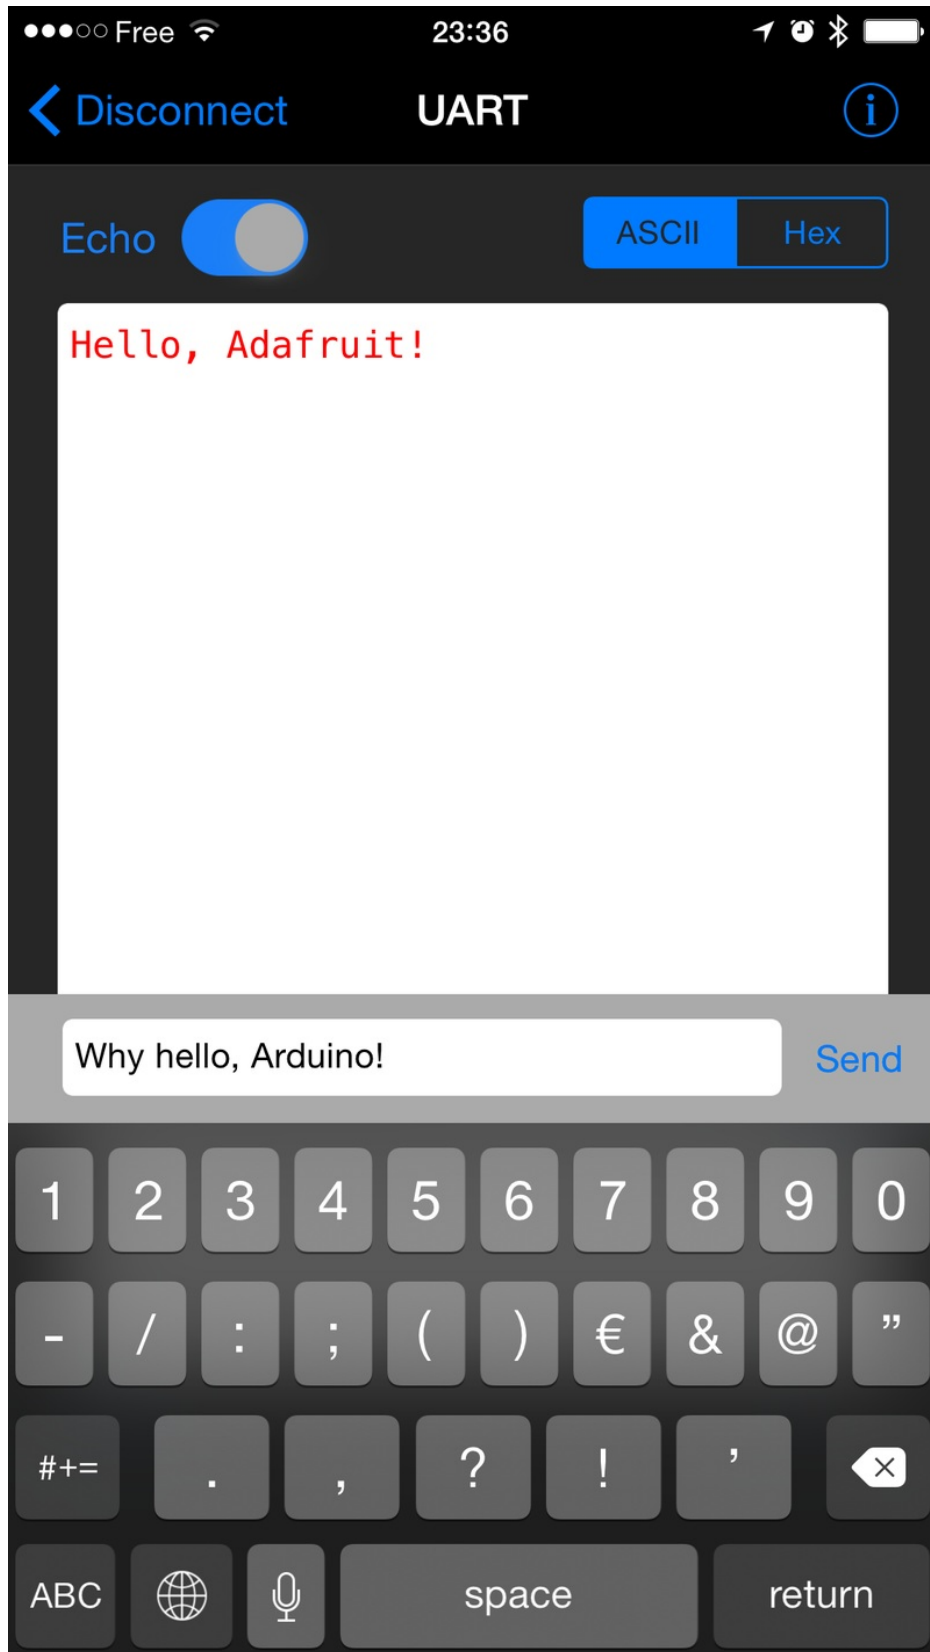 Free 23:36
Disconnect UART i
Echo ASCII Hex
Hello, Adafruit!
Why hello, Arduino! Send
1 2 3 4 5 6 7 8 9 0
- / : ; ( ) € & @ ”
#+= . , ? ! ’
ABC space return